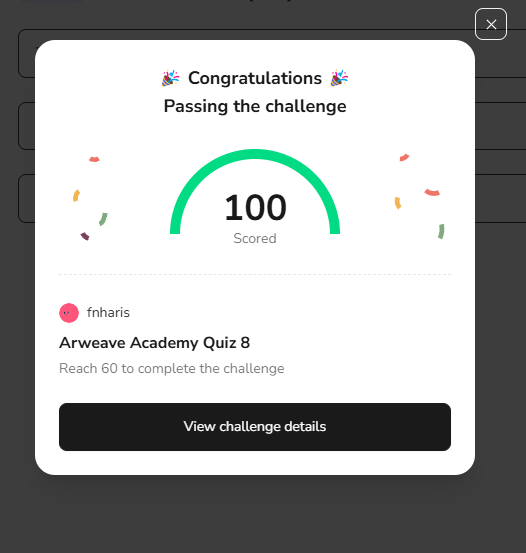 🎉 Congratulations 🎉
Passing the challenge
100
Scored
fnharis
Arweave Academy Quiz 8
Reach 60 to complete the challenge
View challenge details